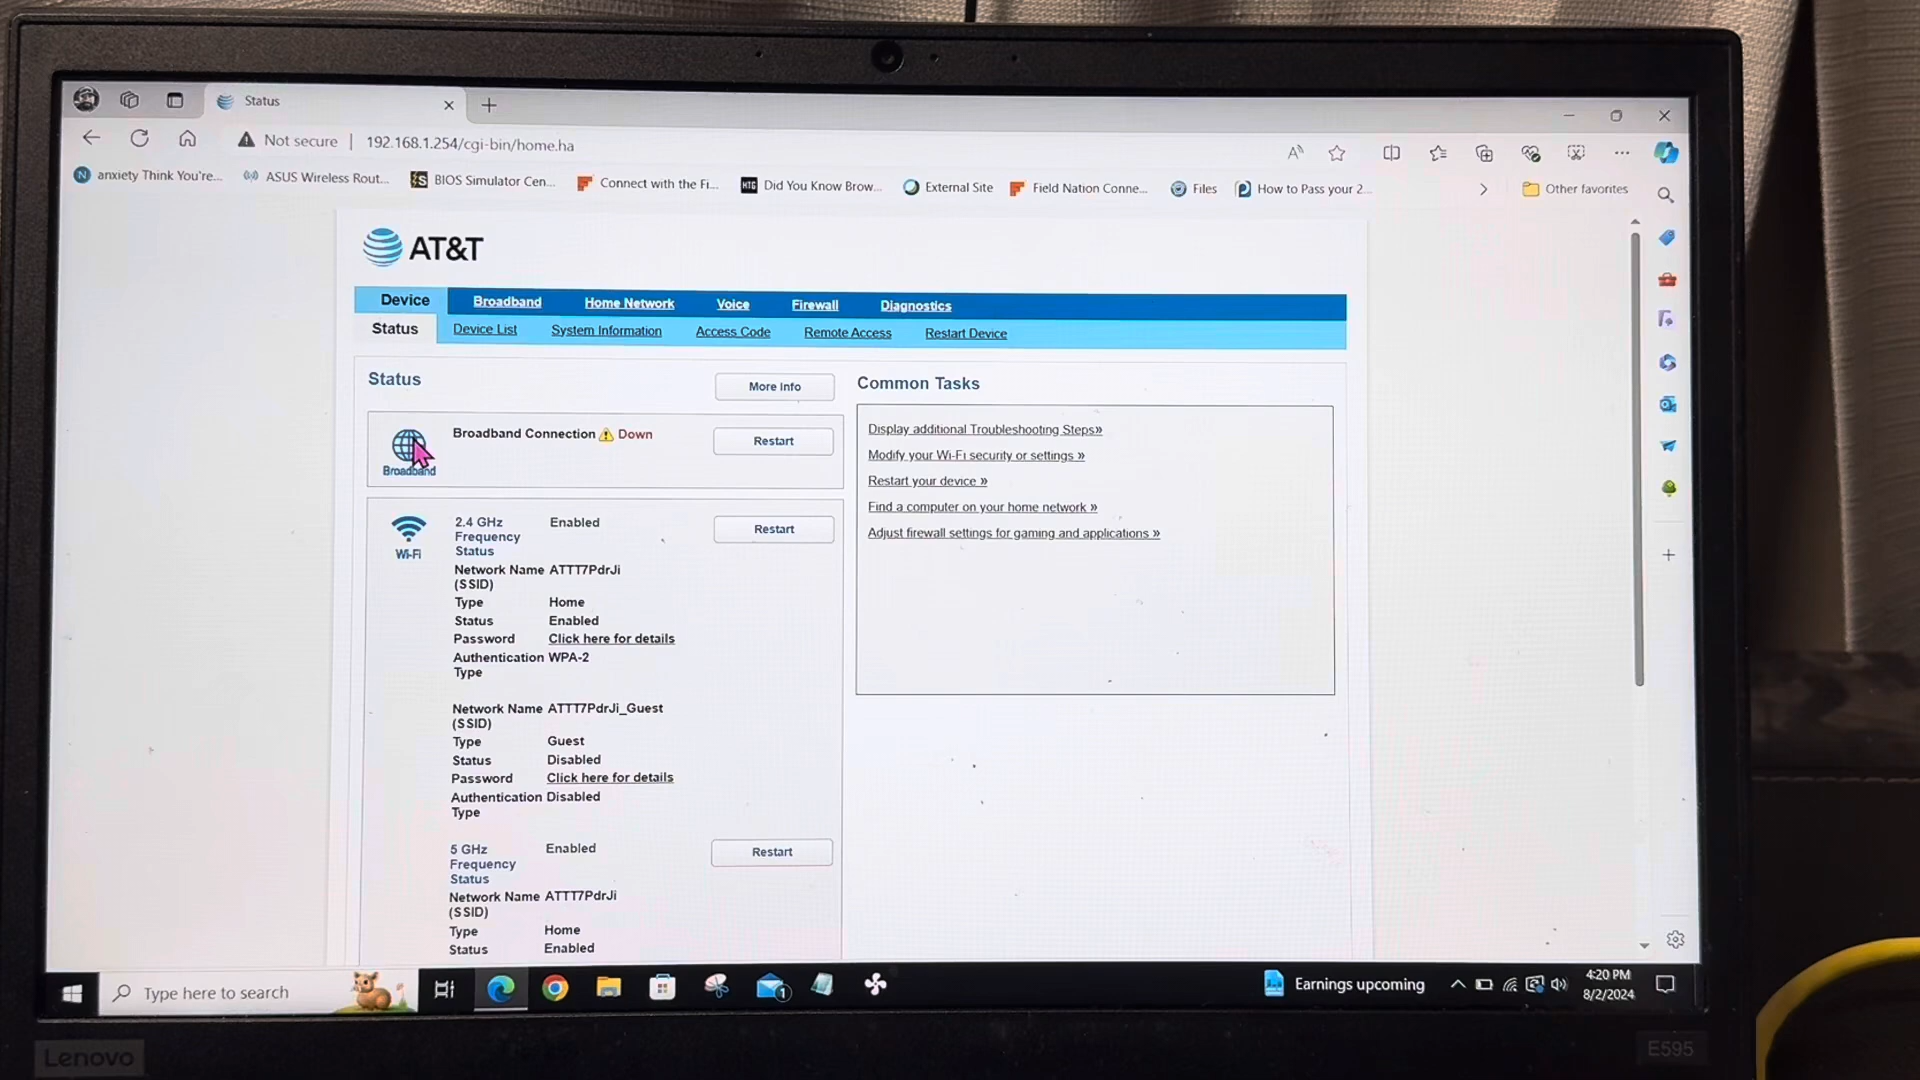 Status
Not secure | 192.168.1.254/cgi-bin/home.ha
anxiety Think You're...
ASUS Wireless Rout...
BIOS Simulator Cen...
Connect with the Fi...
HTG
Did You Know Brow...
External Site
Field Nation Conne...
Files
How to Pass your 2...
Other favorites
AT&T
Device Broadband Home Network Voice Firewall Diagnostics
Status Device List System Information Access Code Remote Access Restart Device
Status
More Info
Broadband
Broadband Connection Down
Restart
Wi-Fi
2.4 GHz Frequency Status Enabled
Restart
Network Name (SSID) ATTT7PdrJi
Type Home
Status Enabled
Password Click here for details
Authentication Type WPA-2
Network Name (SSID) ATTT7PdrJi_Guest
Type Guest
Status Disabled
Password Click here for details
Authentication Type Disabled
5 GHz Frequency Status Enabled
Restart
Network Name (SSID) ATTT7PdrJi
Type Home
Status Enabled
Common Tasks
Display additional Troubleshooting Steps»
Modify your Wi-Fi security or settings »
Restart your device »
Find a computer on your home network »
Adjust firewall settings for gaming and applications »
Type here to search
1
Earnings upcoming
4:20 PM
8/2/2024
Lenovo
E595